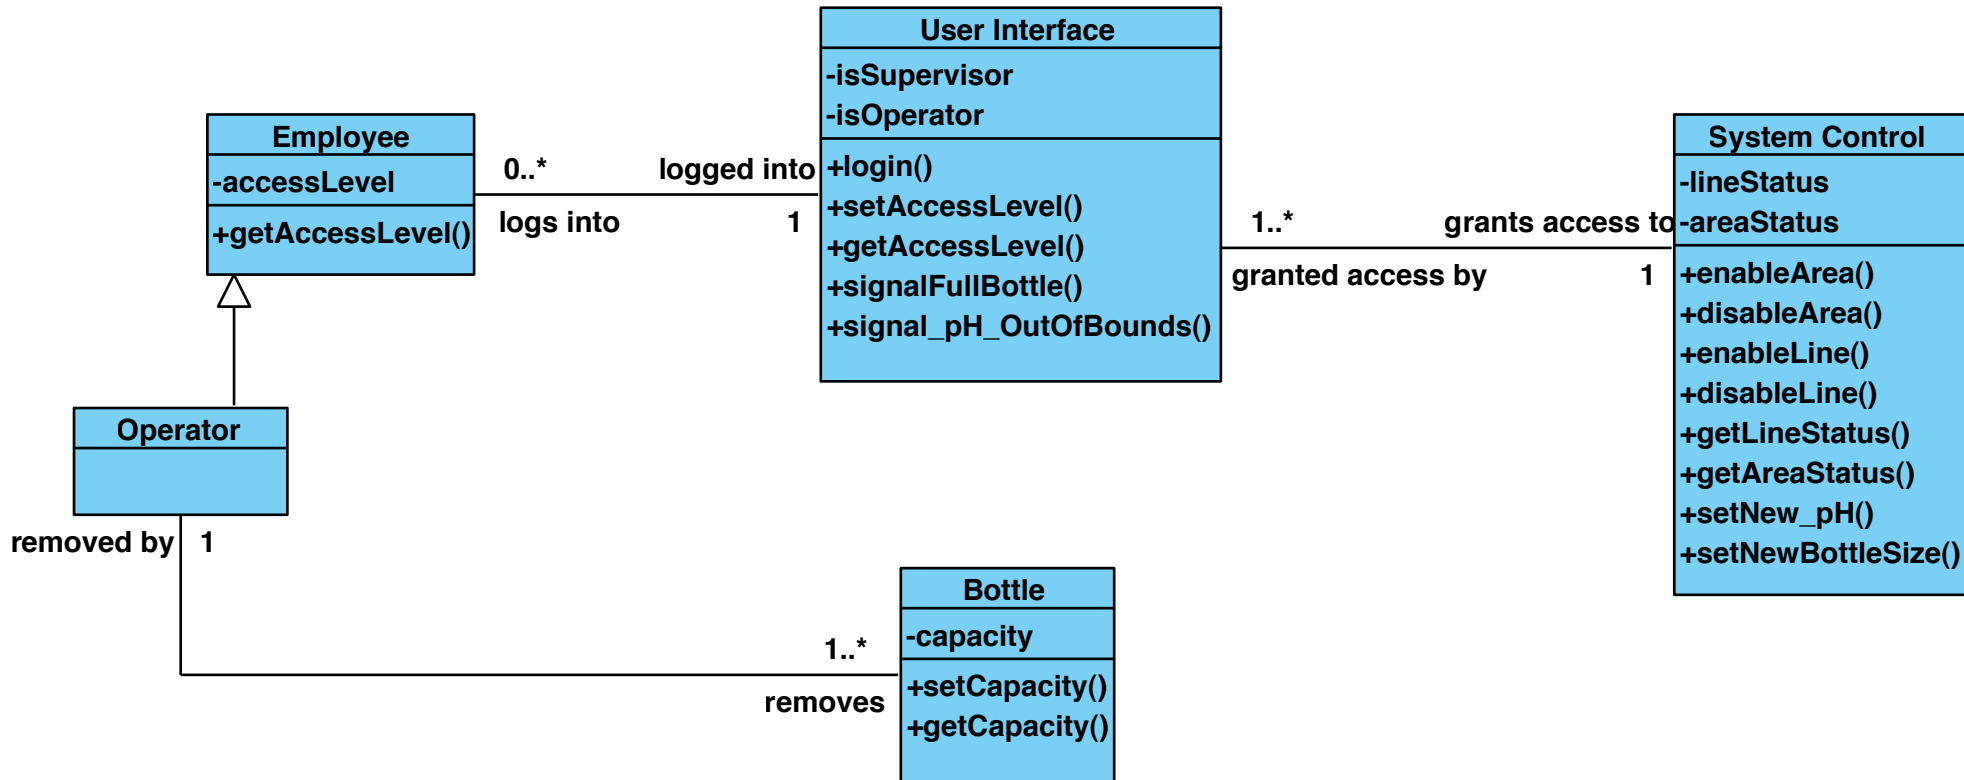 User Interface
-isSupervisor
-isOperator
+login()
+setAccessLevel()
+getAccessLevel()
+signalFullBottle()
+signal_pH_OutOfBounds()
Employee
-accessLevel
+getAccessLevel()
0..*
logged into
logs into
1
System Control
-lineStatus
-areaStatus
+enableArea()
+disableArea()
+enableLine()
+disableLine()
+getLineStatus()
+getAreaStatus()
+setNew_pH()
+setNewBottleSize()
1..*
grants access to
granted access by
1
Operator
removed by
1
Bottle
-capacity
+setCapacity()
+getCapacity()
1..*
removes